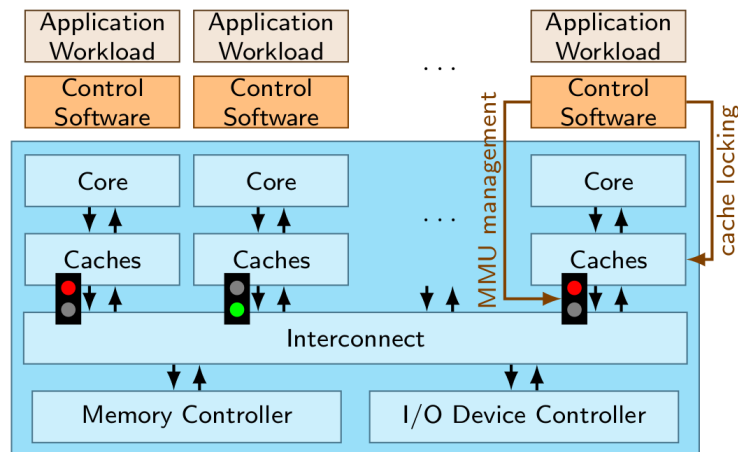 Application
Workload
Application
Workload
Application
Workload
. . .
Control
Software
Control
Software
Control
Software
MMU management
cache locking
Core
Core
Core
. . .
Caches
Caches
Caches
Interconnect
Memory Controller
I/O Device Controller